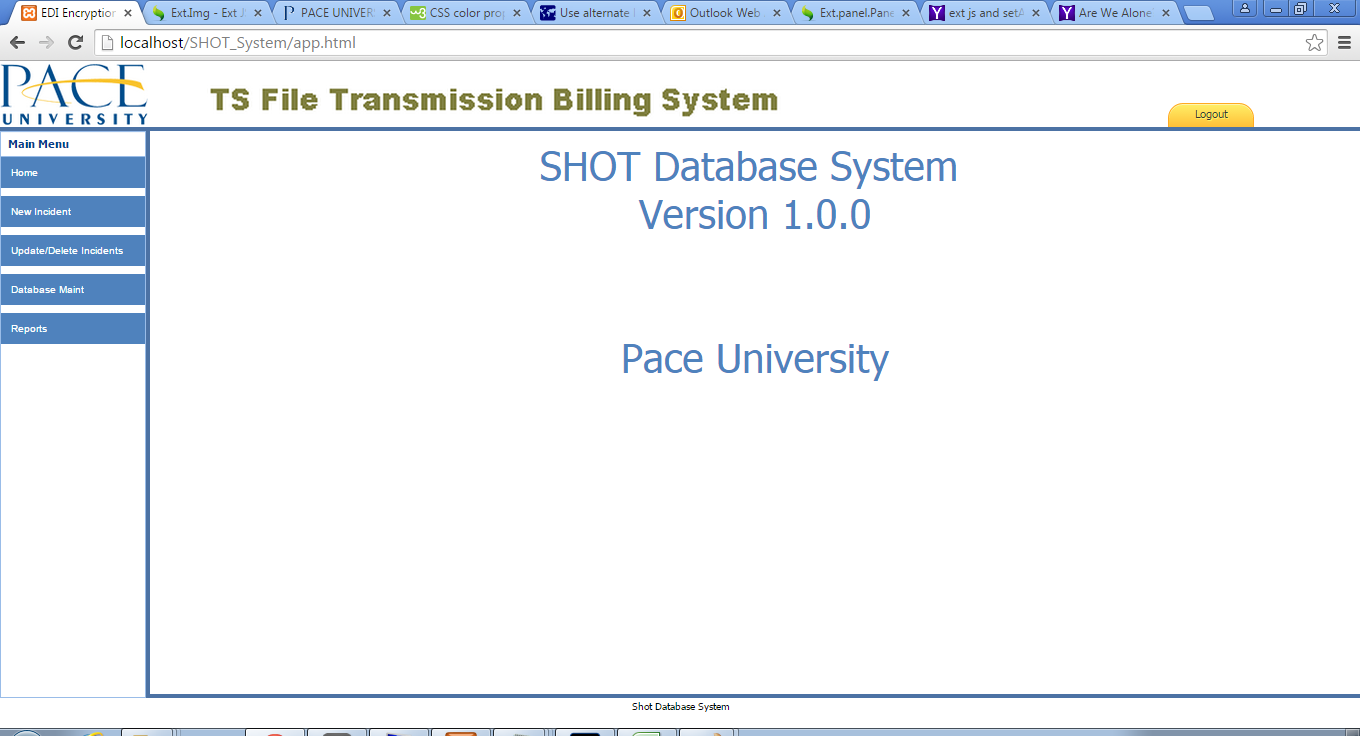 EDI Encryption
Ext.Img - Ext J
PACE UNIVER
CSS color prop
Use alternate
Outlook Web
Ext.panel.Pane
ext js and setA
Are We Alone
localhost/SHOT_System/app.html
PACE
UNIVERSITY
TS File Transmission Billing System
Logout
Main Menu
Home
New Incident
Update/Delete Incidents
Database Maint
Reports
SHOT Database System
Version 1.0.0
Pace University
Shot Database System